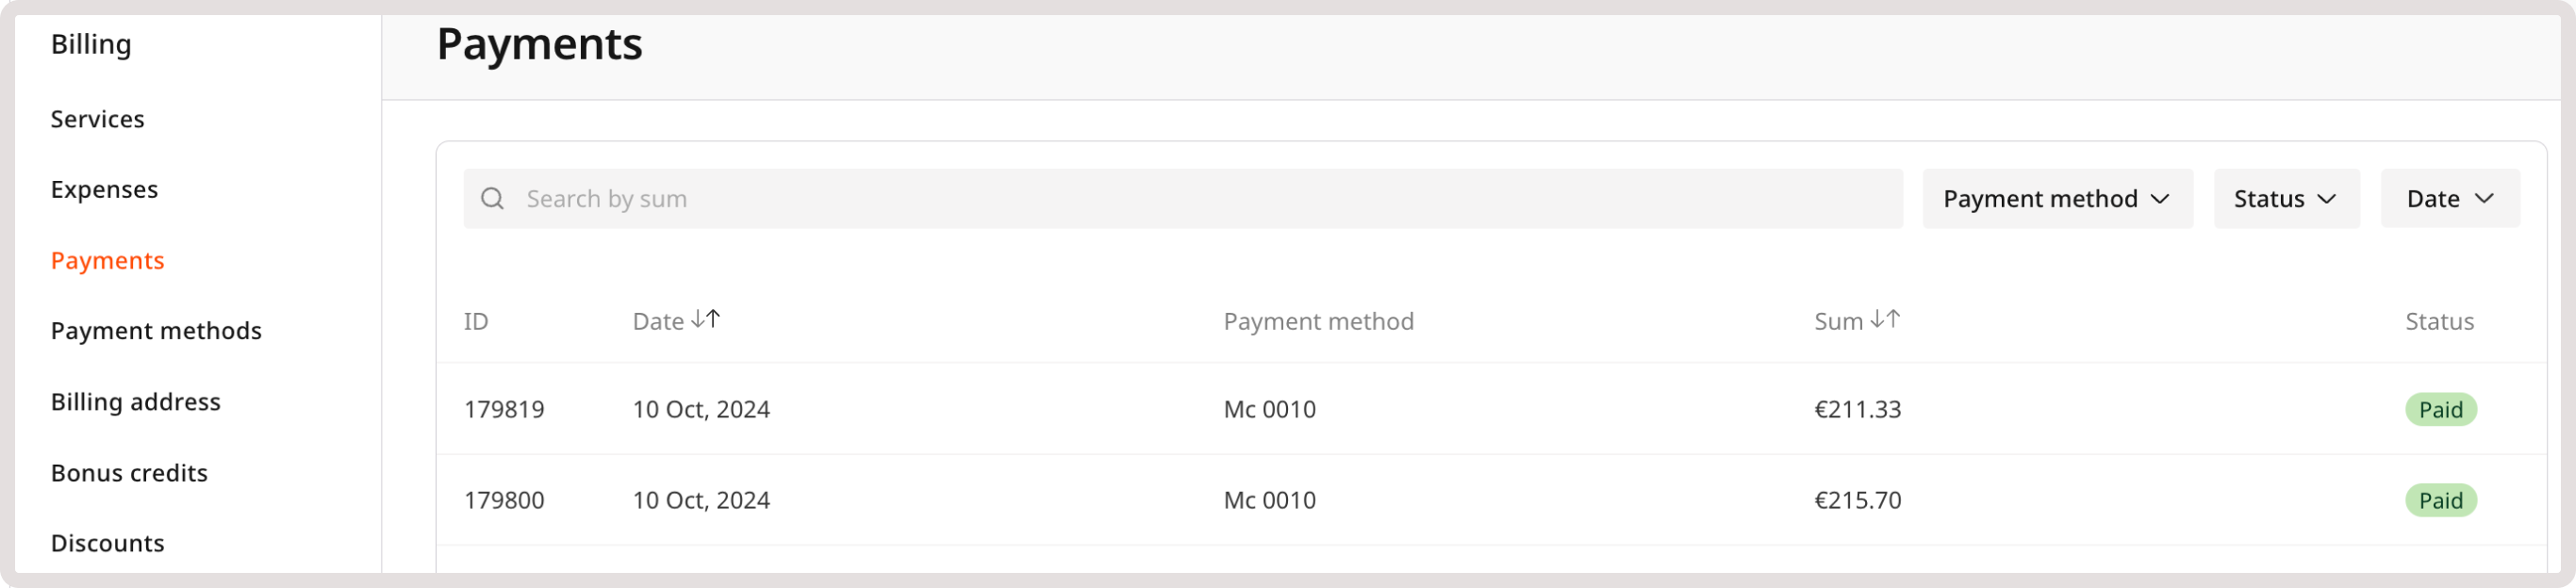 Billing
Services
Expenses
Payments
Payment methods
Billing address
Bonus credits
Discounts
Payments
Search by sum
Payment method
Status
Date
ID Date Payment method Sum Status
179819 10 Oct, 2024 Mc 0010 €211.33 Paid
179800 10 Oct, 2024 Mc 0010 €215.70 Paid